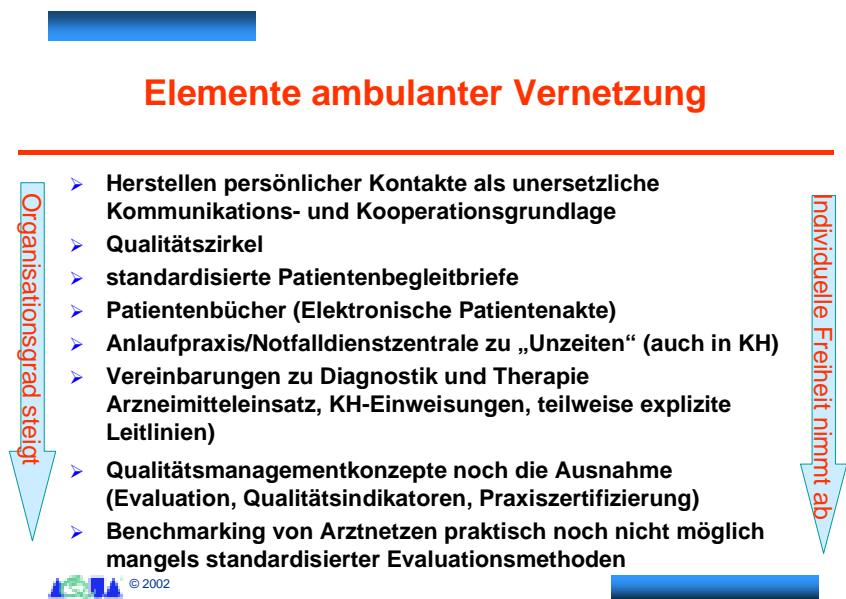 Elemente ambulanter Vernetzung
Organisationsgrad steigt
Herstellen persönlicher Kontakte als unersetzliche
Kommunikations- und Kooperationsgrundlage
Qualitätszirkel
standardisierte Patientenbegleitbriefe
Patientenbücher (Elektronische Patientenakte)
Anlaufpraxis/Notfalldienstzentrale zu „Unzeiten“ (auch in KH)
Vereinbarungen zu Diagnostik und Therapie
Arzneimitteleinsatz, KH-Einweisungen, teilweise explizite
Leitlinien)
Qualitätsmanagementkonzepte noch die Ausnahme
(Evaluation, Qualitätsindikatoren, Praxiszertifizierung)
Benchmarking von Arztnetzen praktisch noch nicht möglich
mangels standardisierter Evaluationsmethoden
Individuelle Freiheit nimmt ab
© 2002